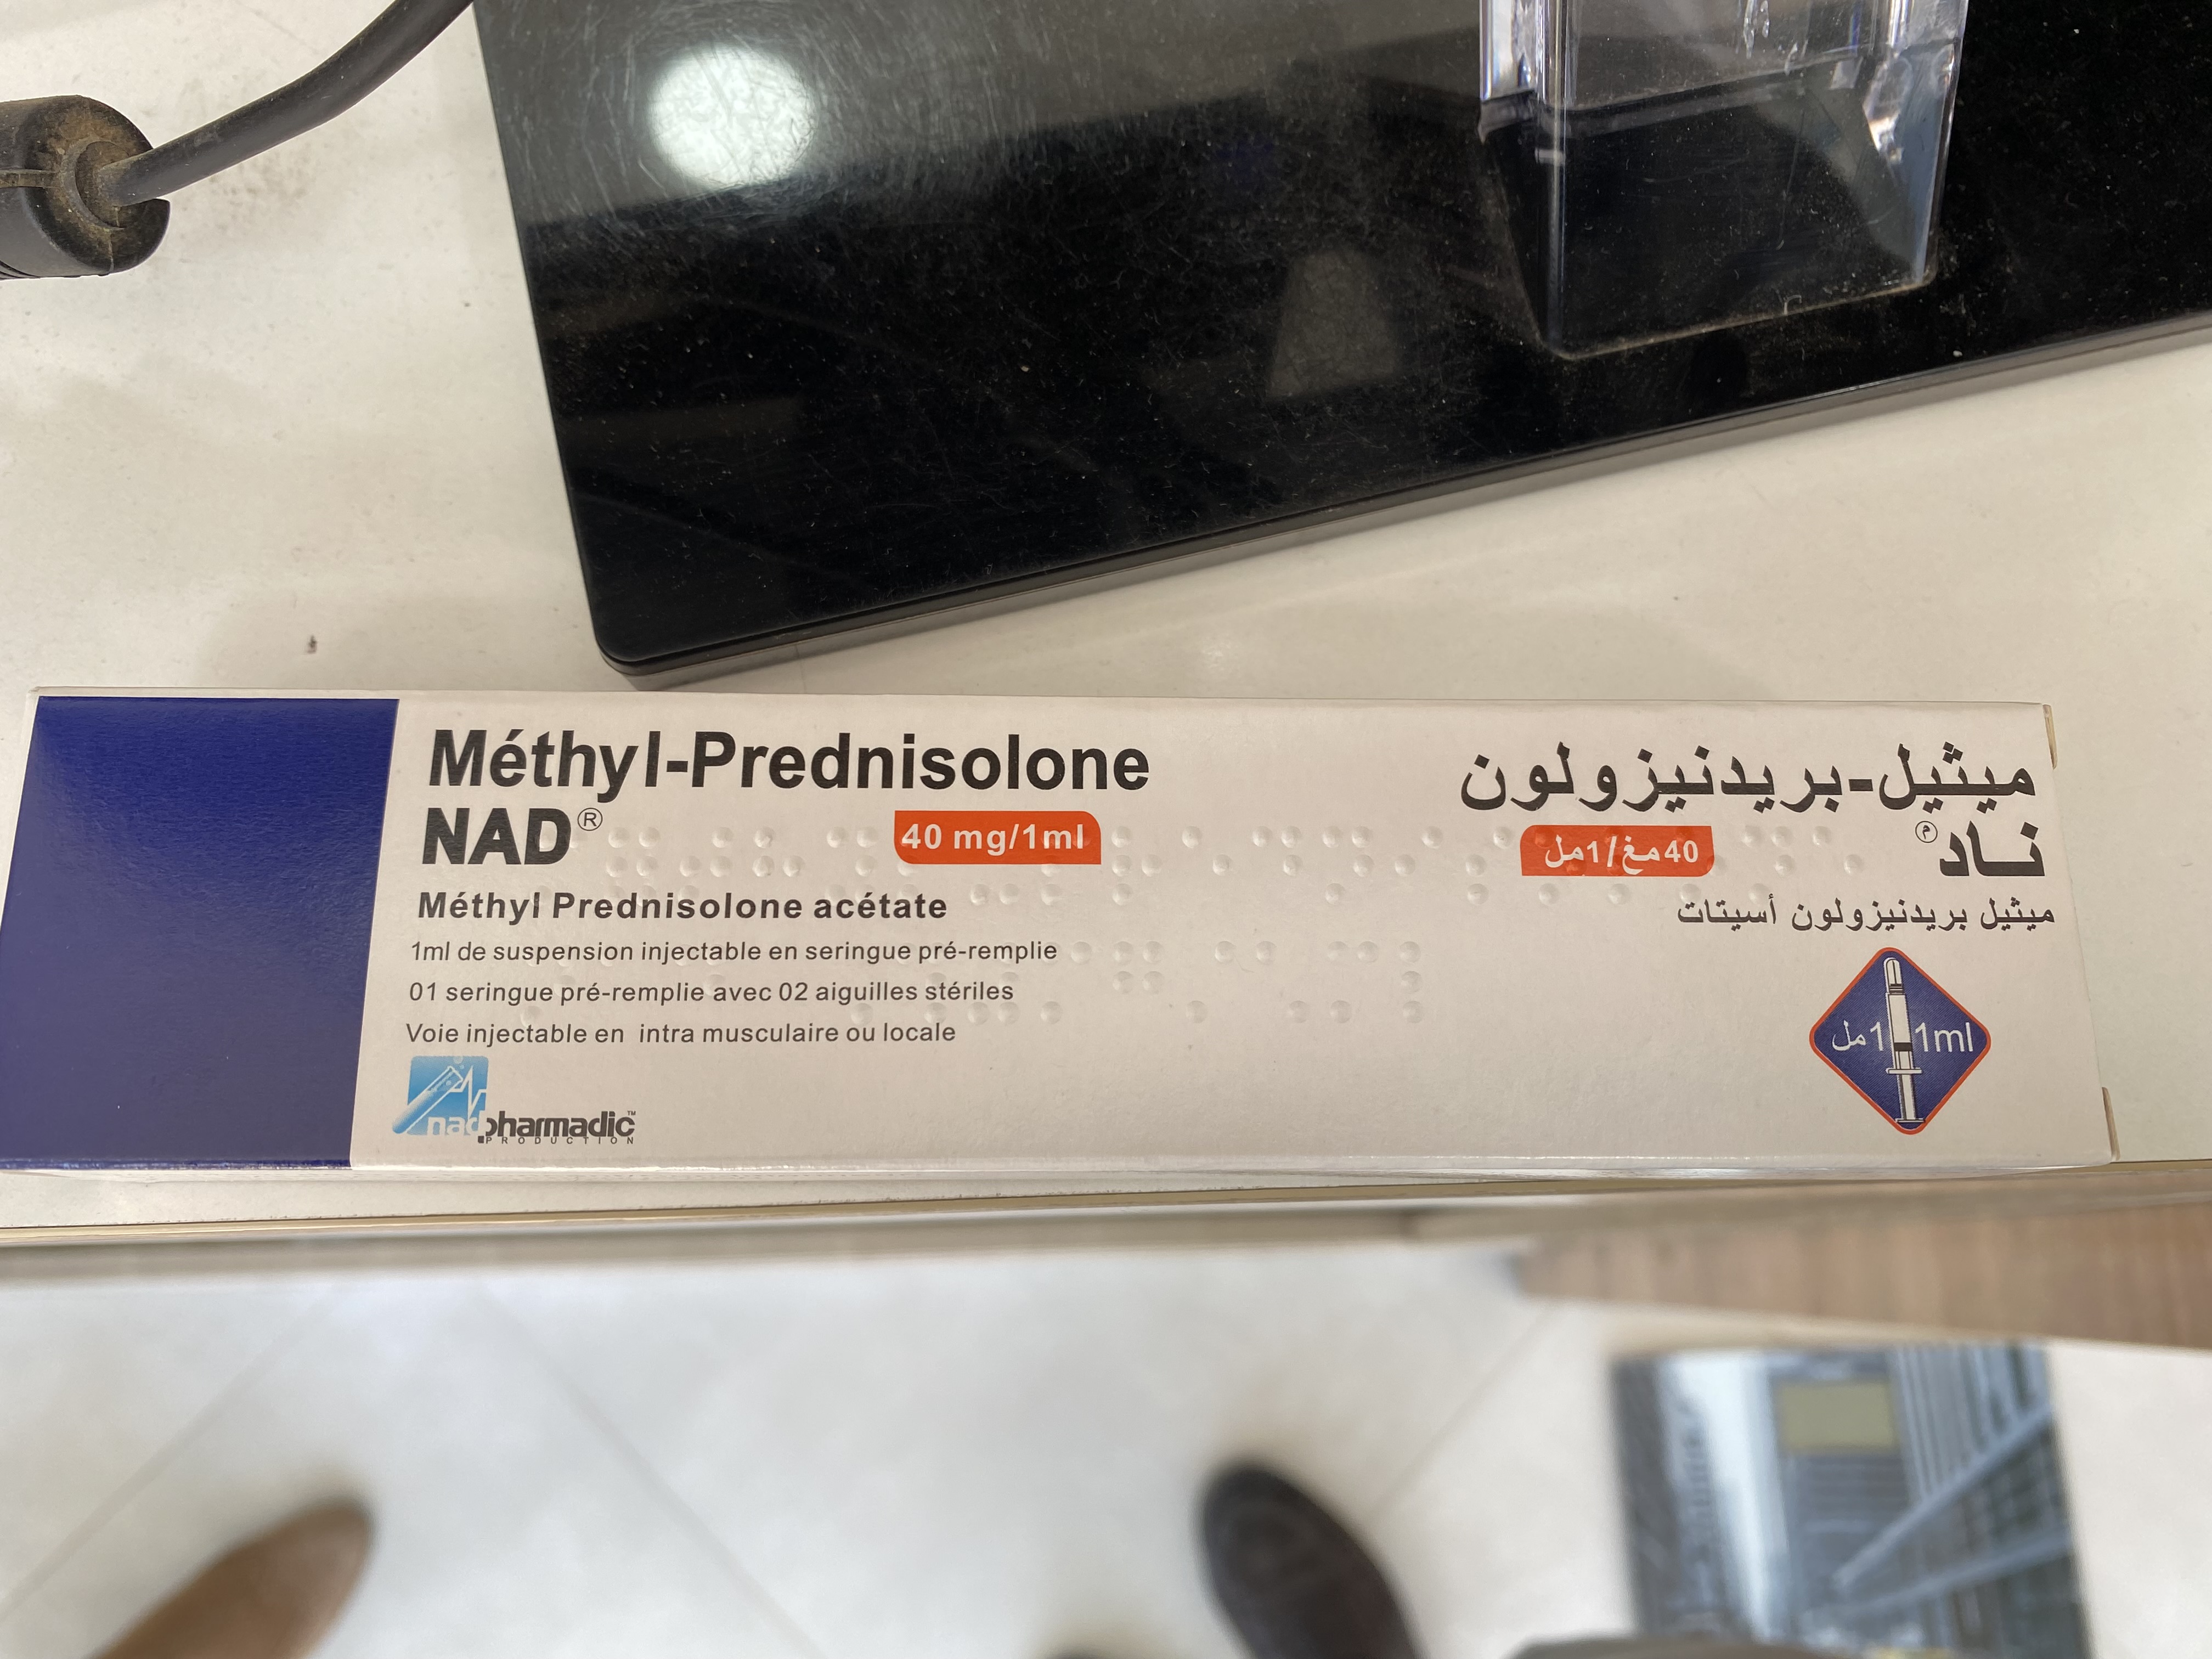 Méthyl-Prednisolone
NAD®
40 mg/1ml
Méthyl Prednisolone acétate
1ml de suspension injectable en seringue pré-remplie
01 seringue pré-remplie avec 02 aiguilles stériles
Voie injectable en intra musculaire ou locale
nadpharmadic™
PRODUCTION
ميثيل-بريدنيزولون
ناد م
40مغ/1مل
ميثيل بريدنيزولون أسيتات
1مل
1ml